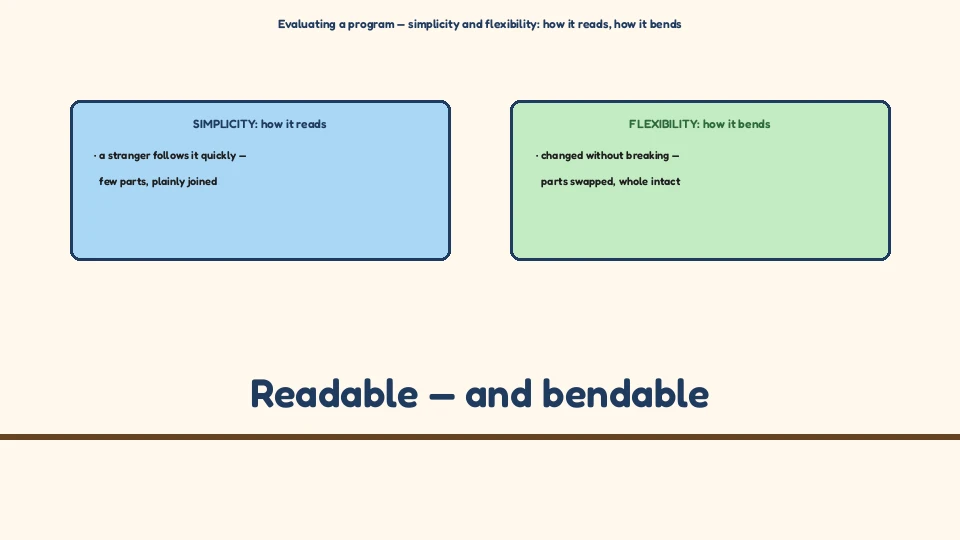 Evaluating a program — simplicity and flexibility: how it reads, how it bends
SIMPLICITY: how it reads
· a stranger follows it quickly —
few parts, plainly joined
FLEXIBILITY: how it bends
· changed without breaking —
parts swapped, whole intact
Readable — and bendable